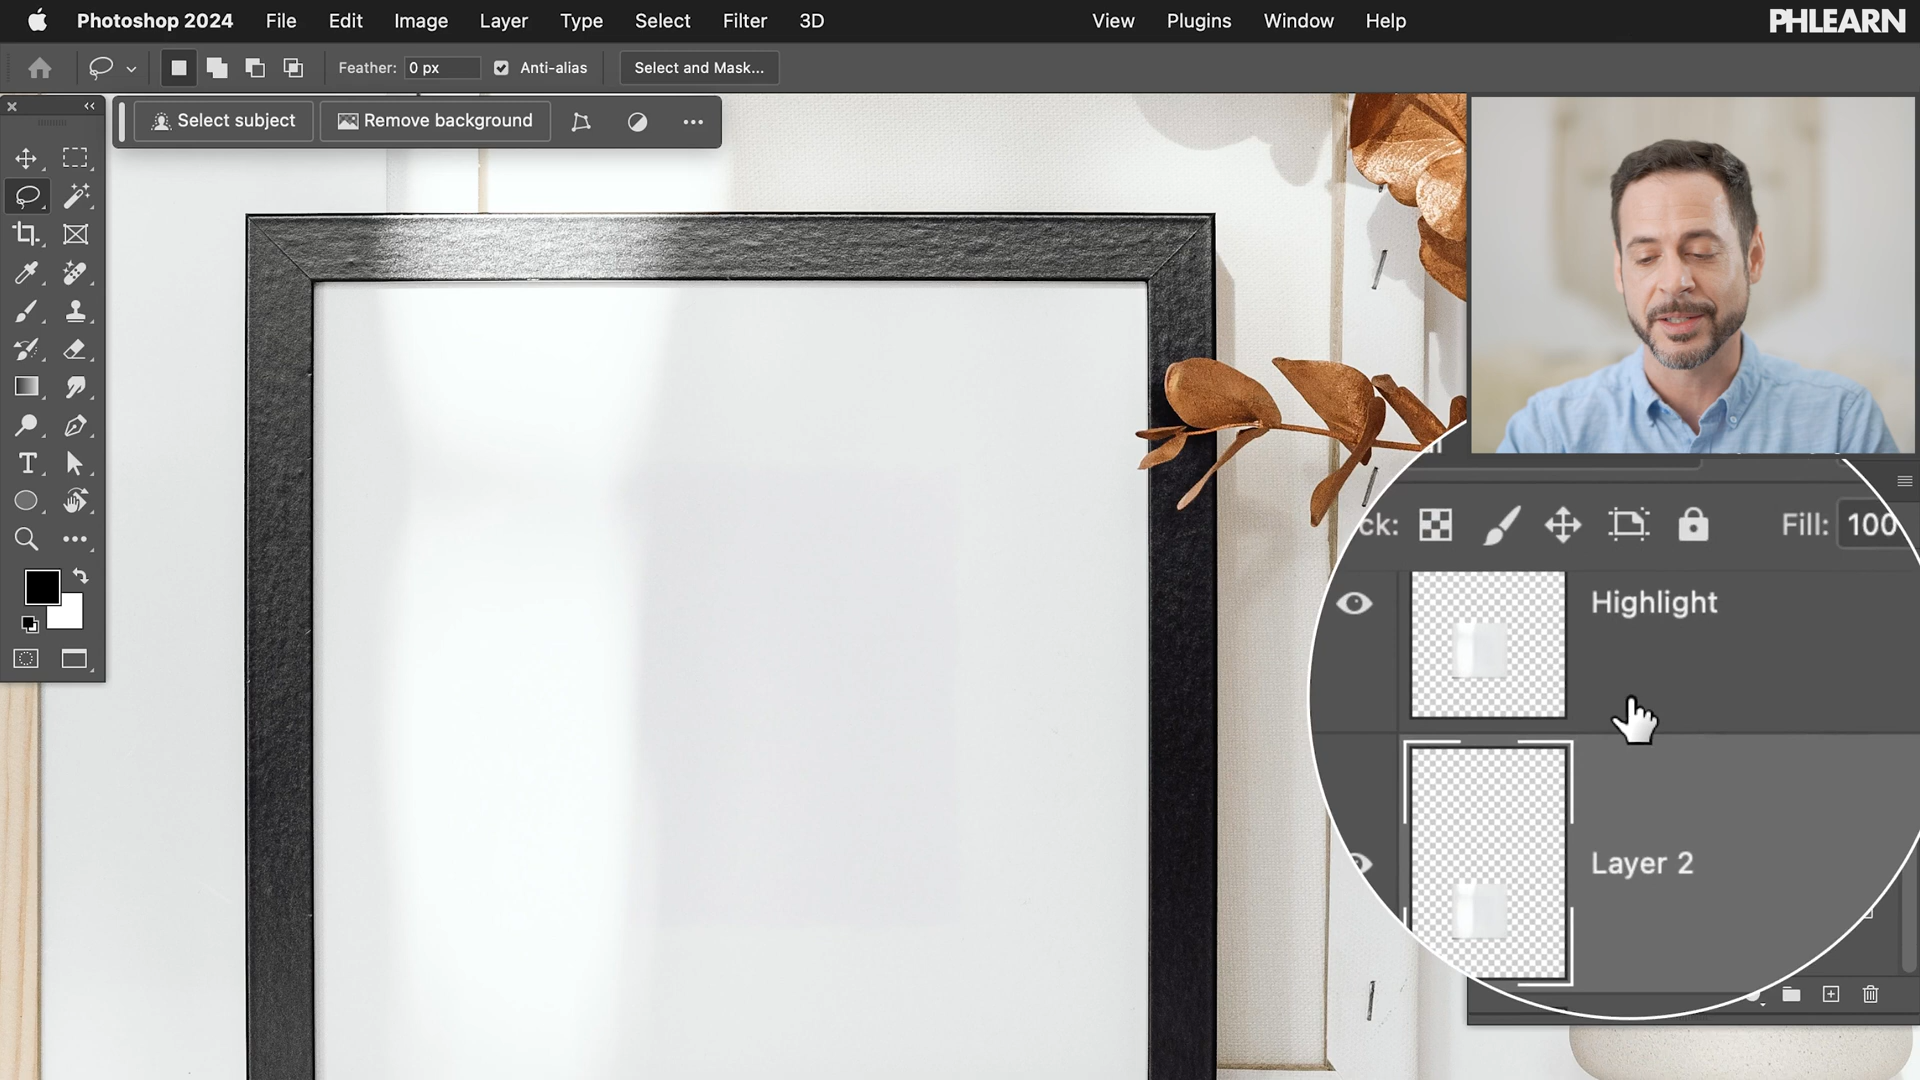 Photoshop 2024 File Edit Image Layer Type Select Filter 3D View Plugins Window Help PHLEARN
Feather: 0 px Anti-alias Select and Mask...
Select subject Remove background
ck: Fill: 100
Highlight
Layer 2